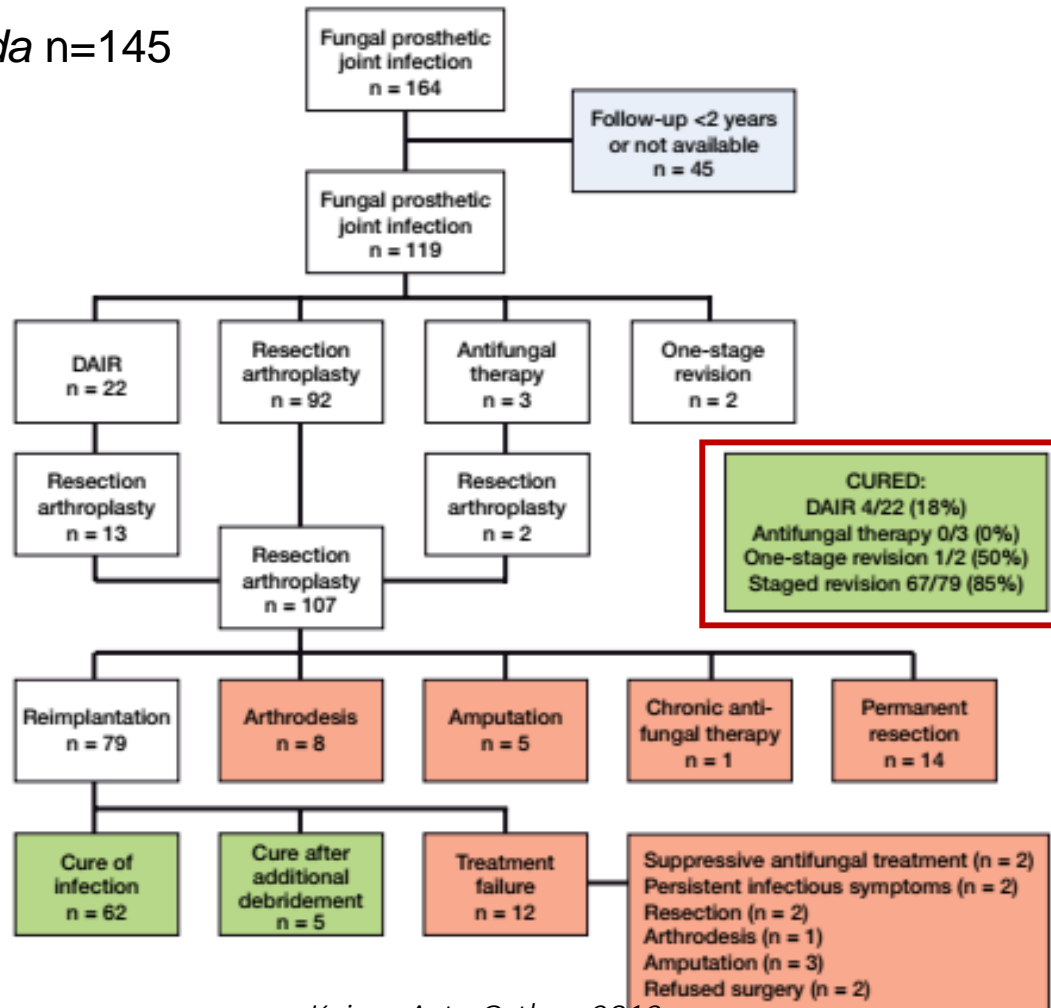 n=145
Fungal prosthetic
joint infection
n = 164
Follow-up <2 years
or not available
n = 45
Fungal prosthetic
joint infection
n = 119
DAIR
n = 22
Resection
arthroplasty
n = 92
Antifungal
therapy
n = 3
One-stage
revision
n = 2
Resection
arthroplasty
n = 13
Resection
arthroplasty
n = 2
CURED:
DAIR 4/22 (18%)
Antifungal therapy 0/3 (0%)
One-stage revision 1/2 (50%)
Staged revision 67/79 (85%)
Resection
arthroplasty
n = 107
Reimplantation
n = 79
Arthrodesis
n = 8
Amputation
n = 5
Chronic anti-
fungal therapy
n = 1
Permanent
resection
n = 14
Cure of
infection
n = 62
Cure after
additional
debridement
n = 5
Treatment
failure
n = 12
Suppressive antifungal treatment (n = 2)
Persistent infectious symptoms (n = 2)
Resection (n = 2)
Arthrodesis (n = 1)
Amputation (n = 3)
Refused surgery (n = 2)